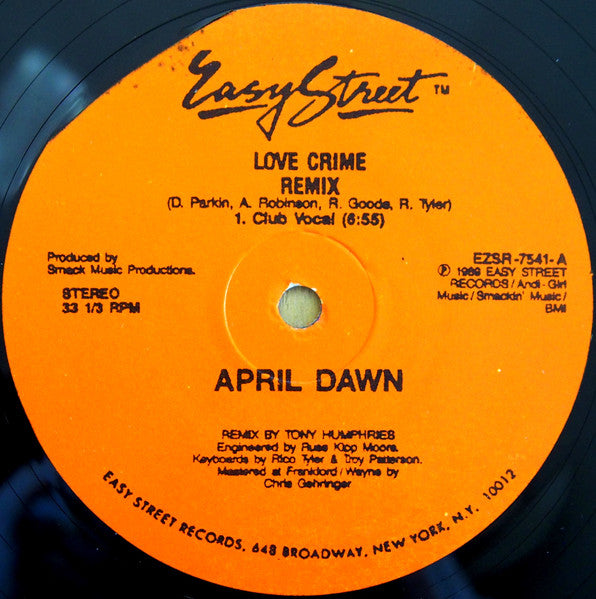 Easy Street TM
LOVE CRIME
REMIX
(D. Parkin, A. Robinson, R. Goode, R. Tyler)
1. Club Vocal (6:55)
Produced by
Smack Music Productions.
STEREO
33 1/3 RPM
EZSR-7541-A
Ⓟ 1989 EASY STREET
RECORDS/Andi-Girl
Music/Smackin' Music/
BMI
APRIL DAWN
REMIX BY TONY HUMPHRIES
Engineered by Russ Kipp Moore.
Keyboards by Rico Tyler & Troy Patterson.
Mastered at Frankford/Wayne by
Chris Gehringer
EASY STREET RECORDS, 648 BROADWAY, NEW YORK, N.Y. 10012